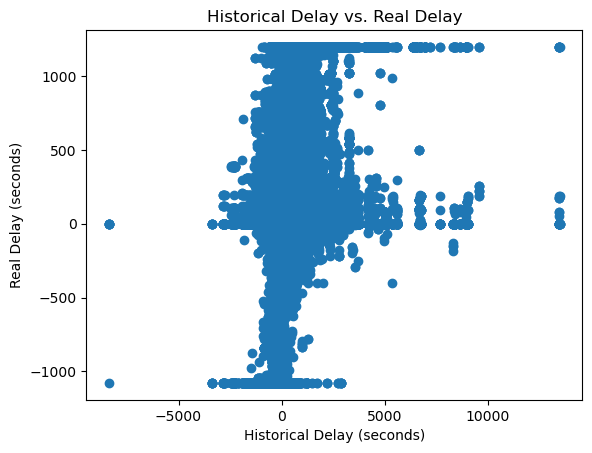 Historical Delay vs. Real Delay
Real Delay (seconds)
1000
500
0
−500
−1000
−5000 0 5000 10000
Historical Delay (seconds)